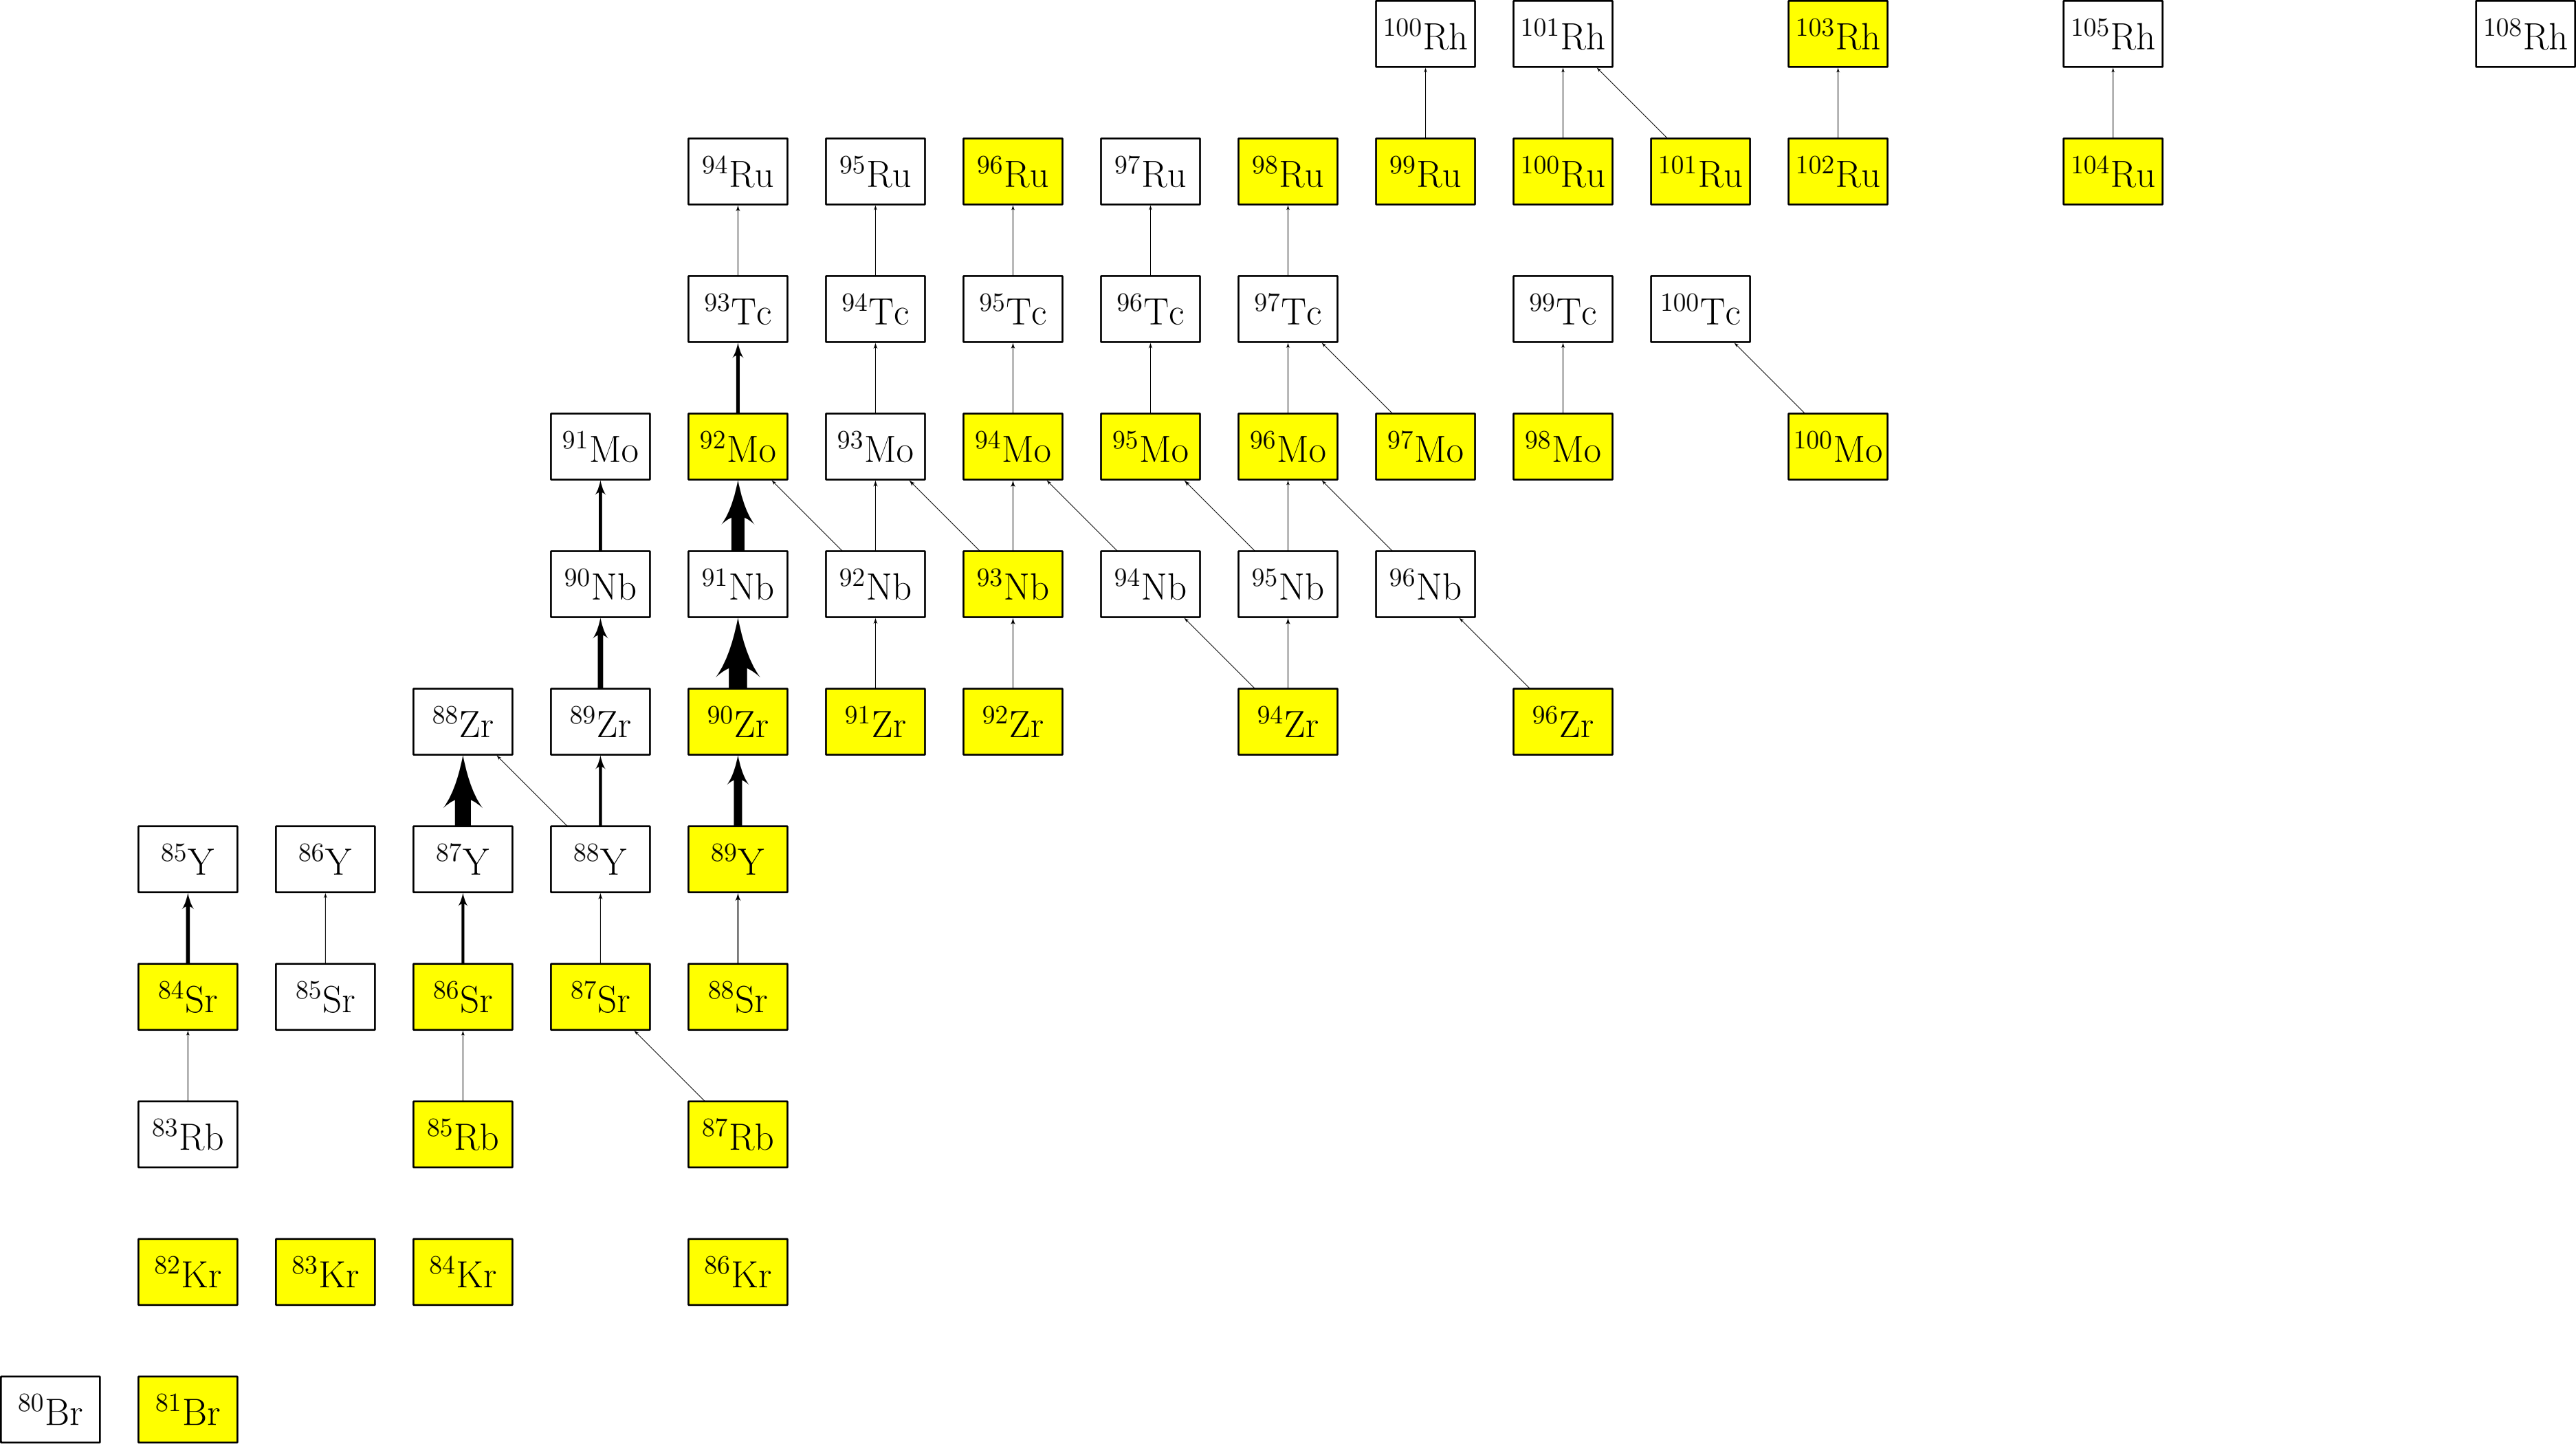 ¹⁰⁰Rh ¹⁰¹Rh ¹⁰³Rh ¹⁰⁵Rh ¹⁰⁸Rh
⁹⁴Ru ⁹⁵Ru ⁹⁶Ru ⁹⁷Ru ⁹⁸Ru ⁹⁹Ru ¹⁰⁰Ru ¹⁰¹Ru ¹⁰²Ru ¹⁰⁴Ru
⁹³Tc ⁹⁴Tc ⁹⁵Tc ⁹⁶Tc ⁹⁷Tc ⁹⁹Tc ¹⁰⁰Tc
⁹¹Mo ⁹²Mo ⁹³Mo ⁹⁴Mo ⁹⁵Mo ⁹⁶Mo ⁹⁷Mo ⁹⁸Mo ¹⁰⁰Mo
⁹⁰Nb ⁹¹Nb ⁹²Nb ⁹³Nb ⁹⁴Nb ⁹⁵Nb ⁹⁶Nb
⁸⁸Zr ⁸⁹Zr ⁹⁰Zr ⁹¹Zr ⁹²Zr ⁹⁴Zr ⁹⁶Zr
⁸⁵Y ⁸⁶Y ⁸⁷Y ⁸⁸Y ⁸⁹Y
⁸⁴Sr ⁸⁵Sr ⁸⁶Sr ⁸⁷Sr ⁸⁸Sr
⁸³Rb ⁸⁵Rb ⁸⁷Rb
⁸²Kr ⁸³Kr ⁸⁴Kr ⁸⁶Kr
⁸⁰Br ⁸¹Br